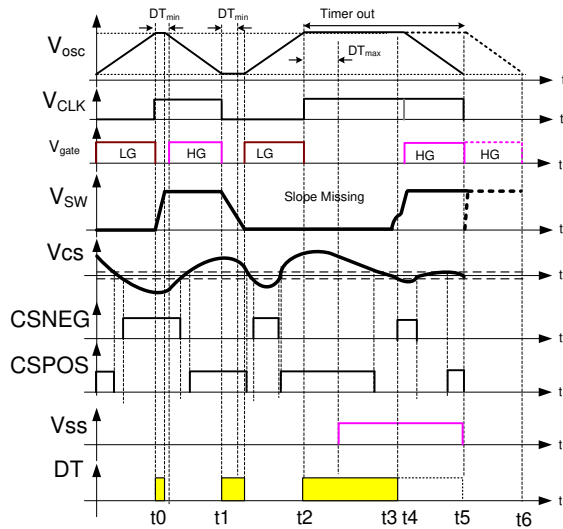 DTmin DTmin Timer out
Vosc
DTmax
t
VCLK
t
Vgate LG HG LG HG HG
t
VSW Slope Missing
t
Vcs
t
CSNEG
t
CSPOS
t
Vss
t
DT
t
t0 t1 t2 t3 t4 t5 t6